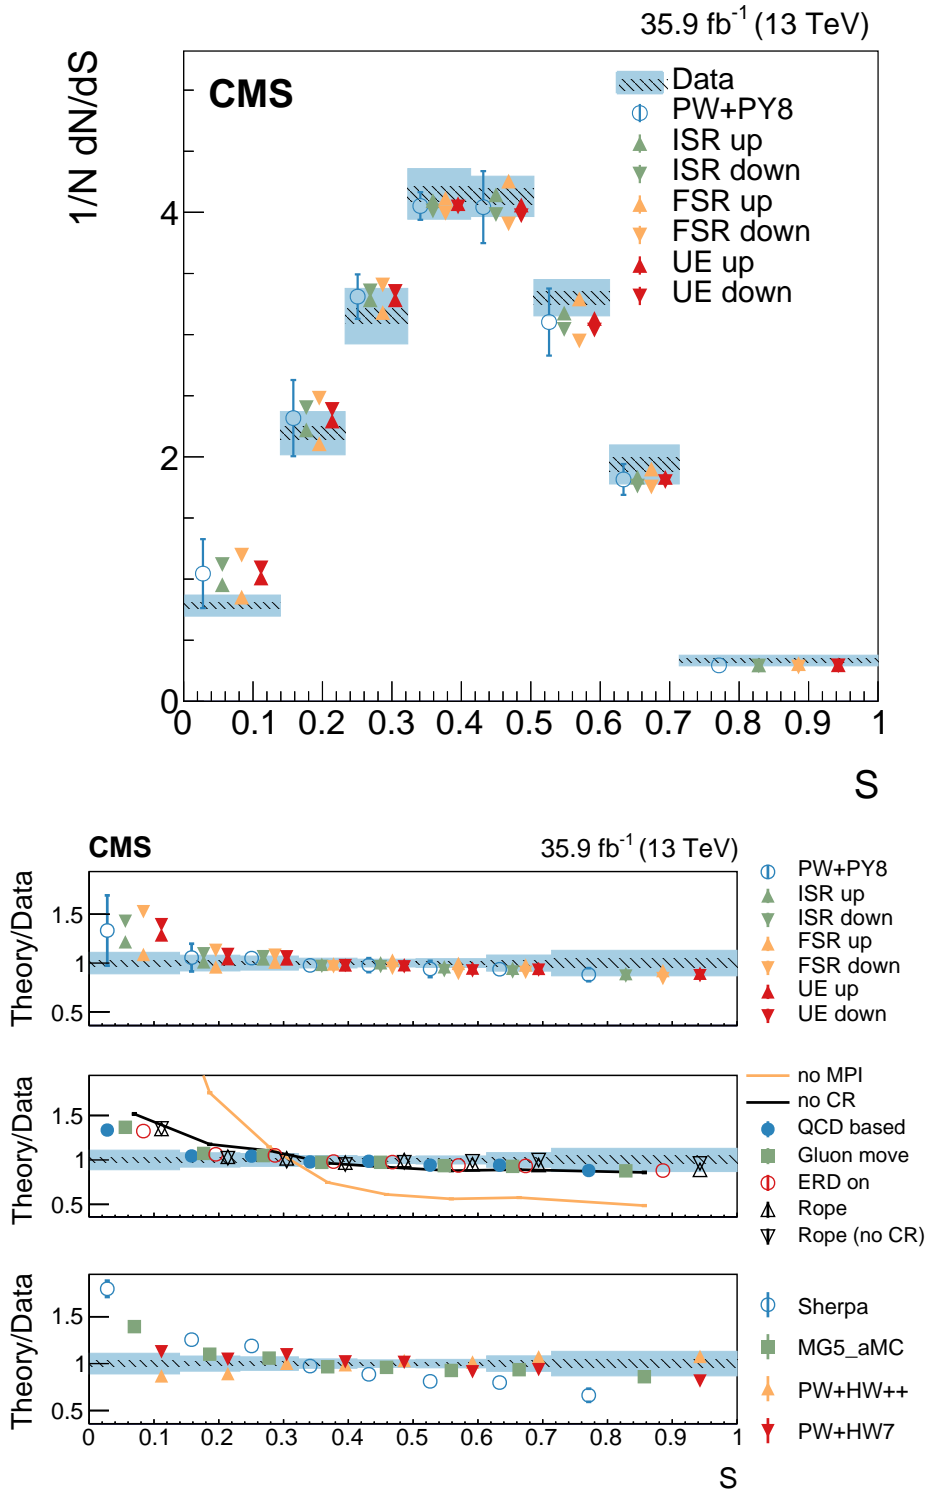 35.9 fb⁻¹ (13 TeV)
1/N dN/dS
CMS
Data
PW+PY8
ISR up
ISR down
FSR up
FSR down
UE up
UE down
4
2
0
0 0.1 0.2 0.3 0.4 0.5 0.6 0.7 0.8 0.9 1
S
CMS 35.9 fb⁻¹ (13 TeV)
Theory/Data
1.5
1
0.5
PW+PY8
ISR up
ISR down
FSR up
FSR down
UE up
UE down
Theory/Data
1.5
1
0.5
no MPI
no CR
QCD based
Gluon move
ERD on
Rope
Rope (no CR)
Theory/Data
1.5
1
0.5
Sherpa
MG5_aMC
PW+HW++
PW+HW7
0 0.1 0.2 0.3 0.4 0.5 0.6 0.7 0.8 0.9 1
S